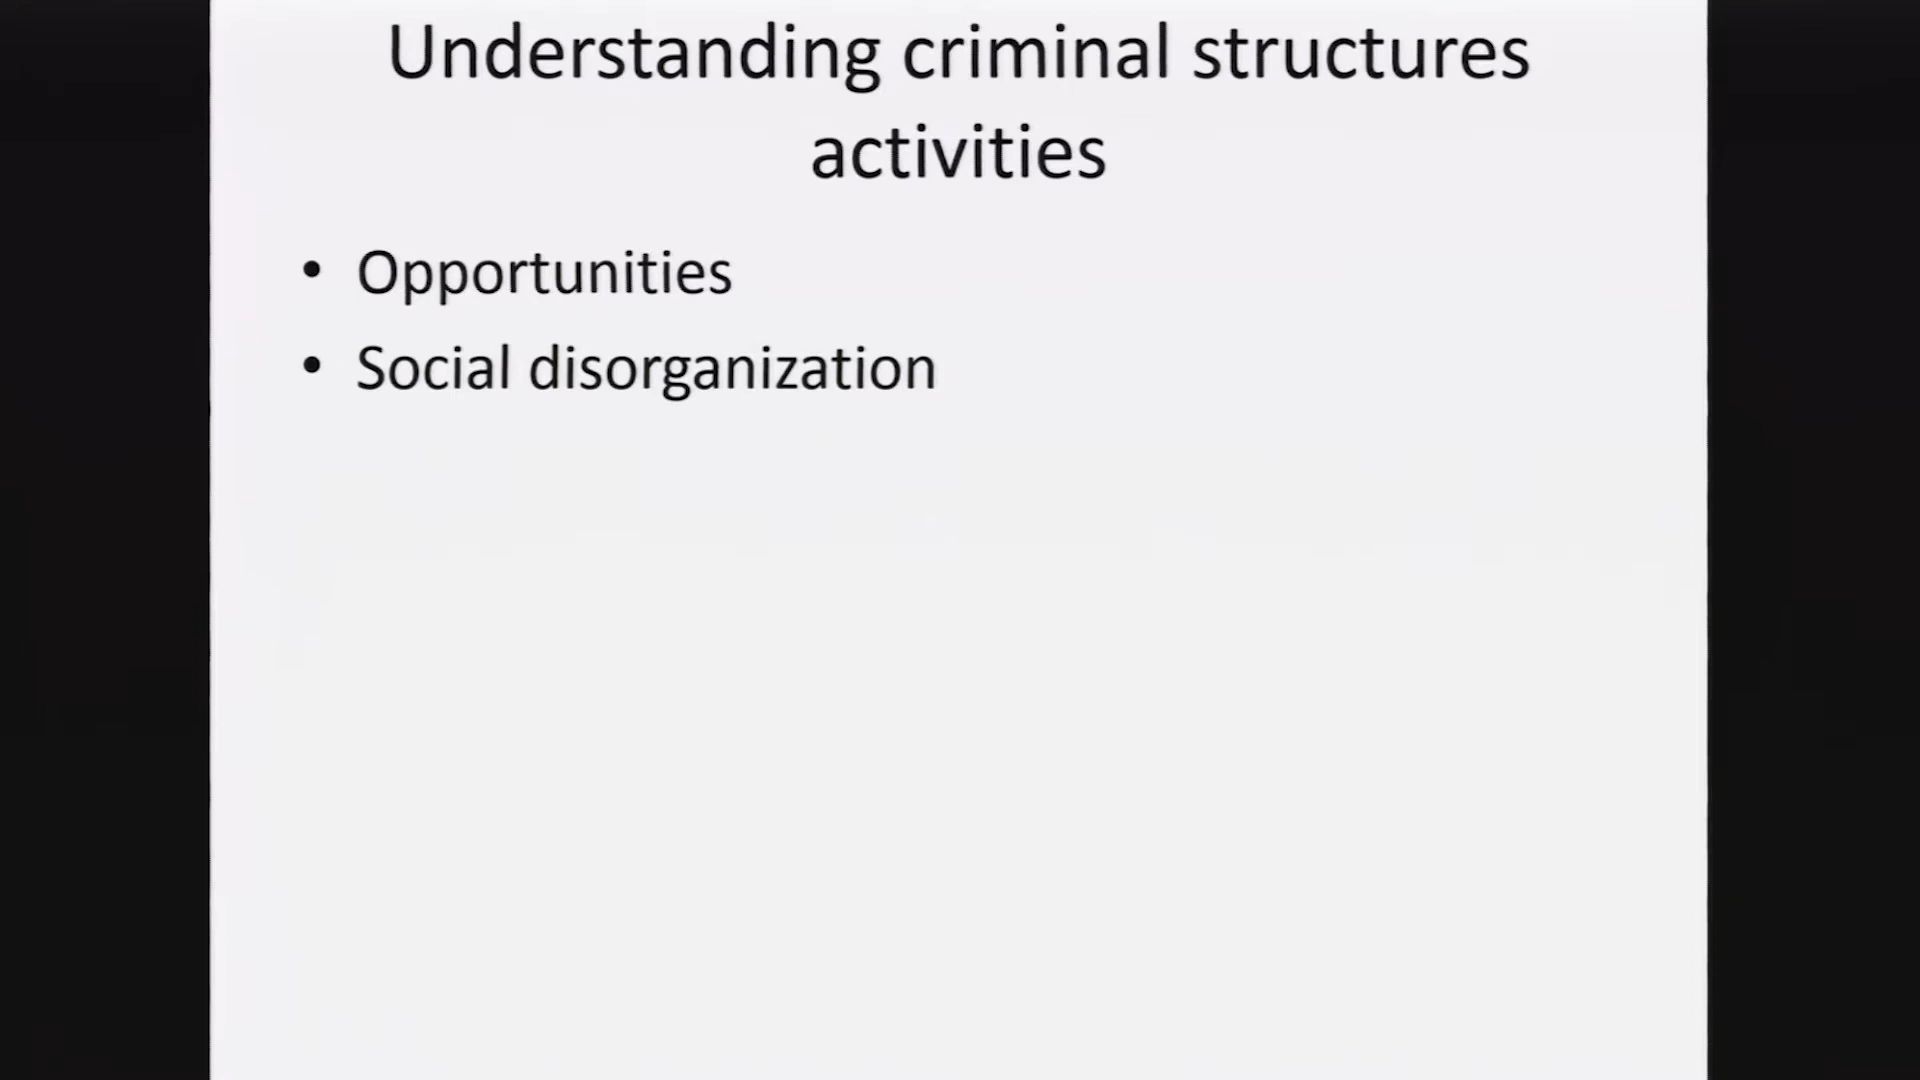 Understanding criminal structures
activities
• Opportunities
• Social disorganization